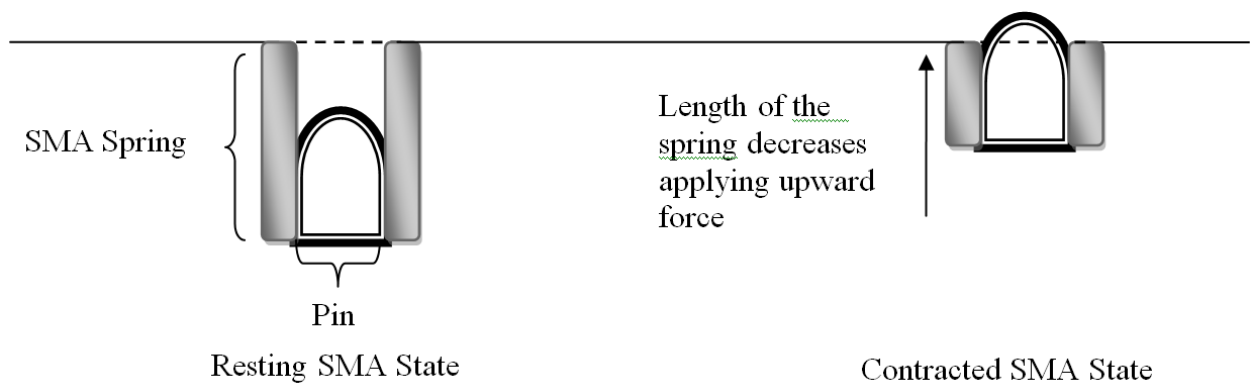 SMA Spring
Length of the
spring decreases
applying upward
force
Pin
Resting SMA State
Contracted SMA State